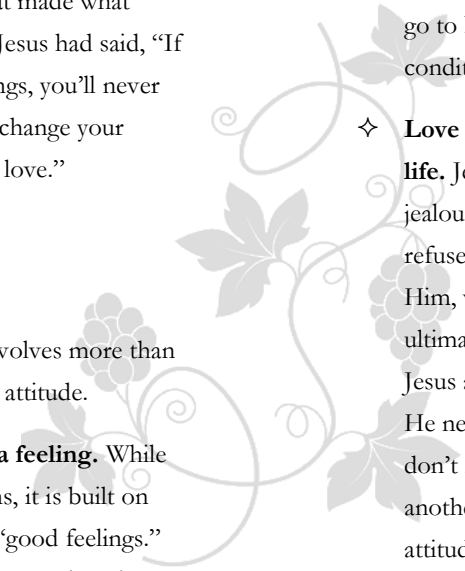 made what
Jesus had said, “If
you’ll never
change your
love.”
volves more than
attitude.
a feeling. While
it is built on
“good feelings.”
go to
condit
✧ Love
life. Je
jealou
refuse
Him,
ultima
Jesus
He ne
don’t
anothe
attitud